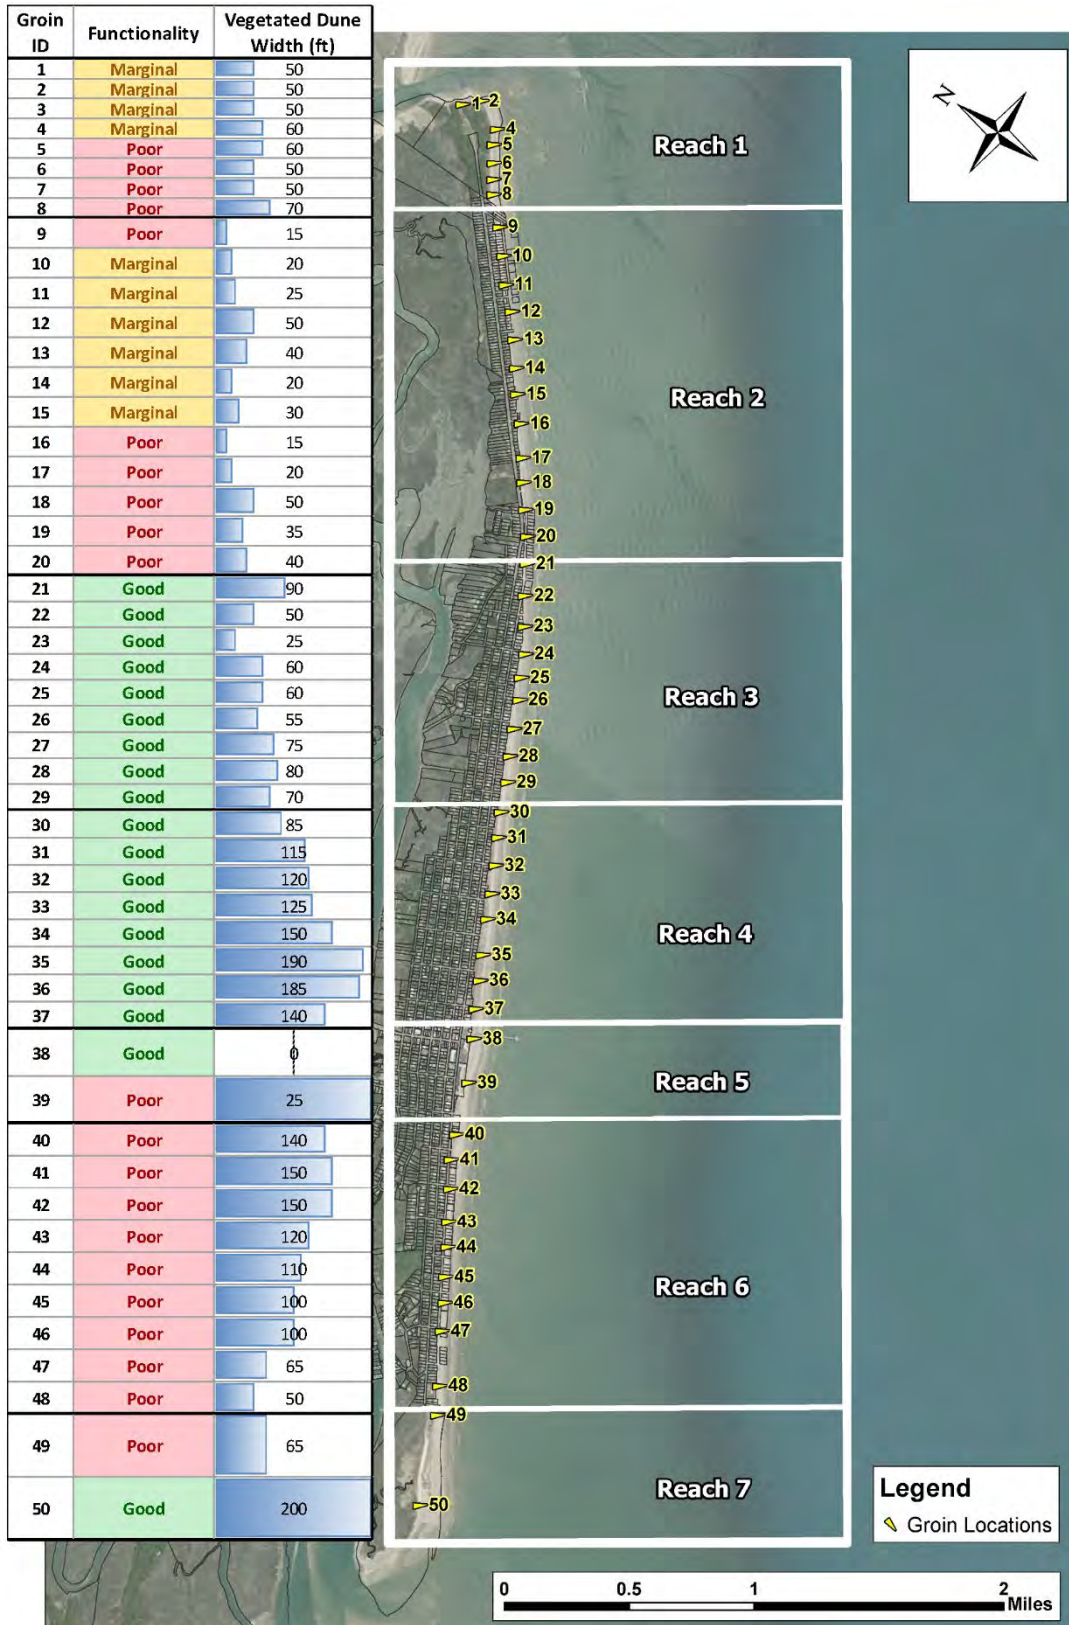 Groin ID Functionality Vegetated Dune Width (ft)
1 Marginal 50
2 Marginal 50
3 Marginal 50
4 Marginal 60
5 Poor 60
6 Poor 50
7 Poor 50
8 Poor 70
9 Poor 15
10 Marginal 20
11 Marginal 25
12 Marginal 50
13 Marginal 40
14 Marginal 20
15 Marginal 30
16 Poor 15
17 Poor 20
18 Poor 50
19 Poor 35
20 Poor 40
21 Good 90
22 Good 50
23 Good 25
24 Good 60
25 Good 60
26 Good 55
27 Good 75
28 Good 80
29 Good 70
30 Good 85
31 Good 115
32 Good 120
33 Good 125
34 Good 150
35 Good 190
36 Good 185
37 Good 140
38 Good 0
39 Poor 25
40 Poor 140
41 Poor 150
42 Poor 150
43 Poor 120
44 Poor 110
45 Poor 100
46 Poor 100
47 Poor 65
48 Poor 50
49 Poor 65
50 Good 200
N
1 2
4
5
6
7
8
Reach 1
9
10
11
12
13
14
15
16
17
18
19
20
Reach 2
21
22
23
24
25
26
27
28
29
Reach 3
30
31
32
33
34
35
36
37
Reach 4
38
39
Reach 5
40
41
42
43
44
45
46
47
48
Reach 6
49
50
Reach 7
Legend
Groin Locations
0 0.5 1 2
Miles